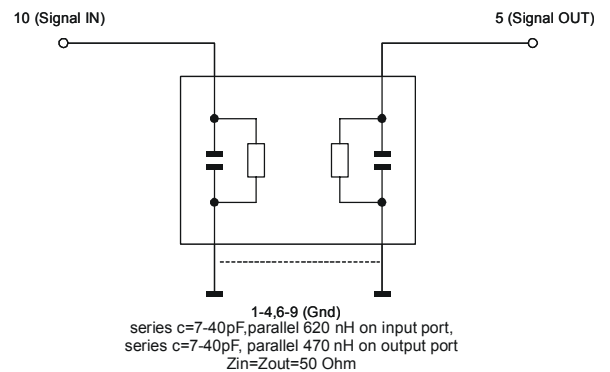 10 (Signal IN)
5 (Signal OUT)
1-4,6-9 (Gnd)
series c=7-40pF,parallel 620 nH on input port,
series c=7-40pF, parallel 470 nH on output port
Zin=Zout=50 Ohm